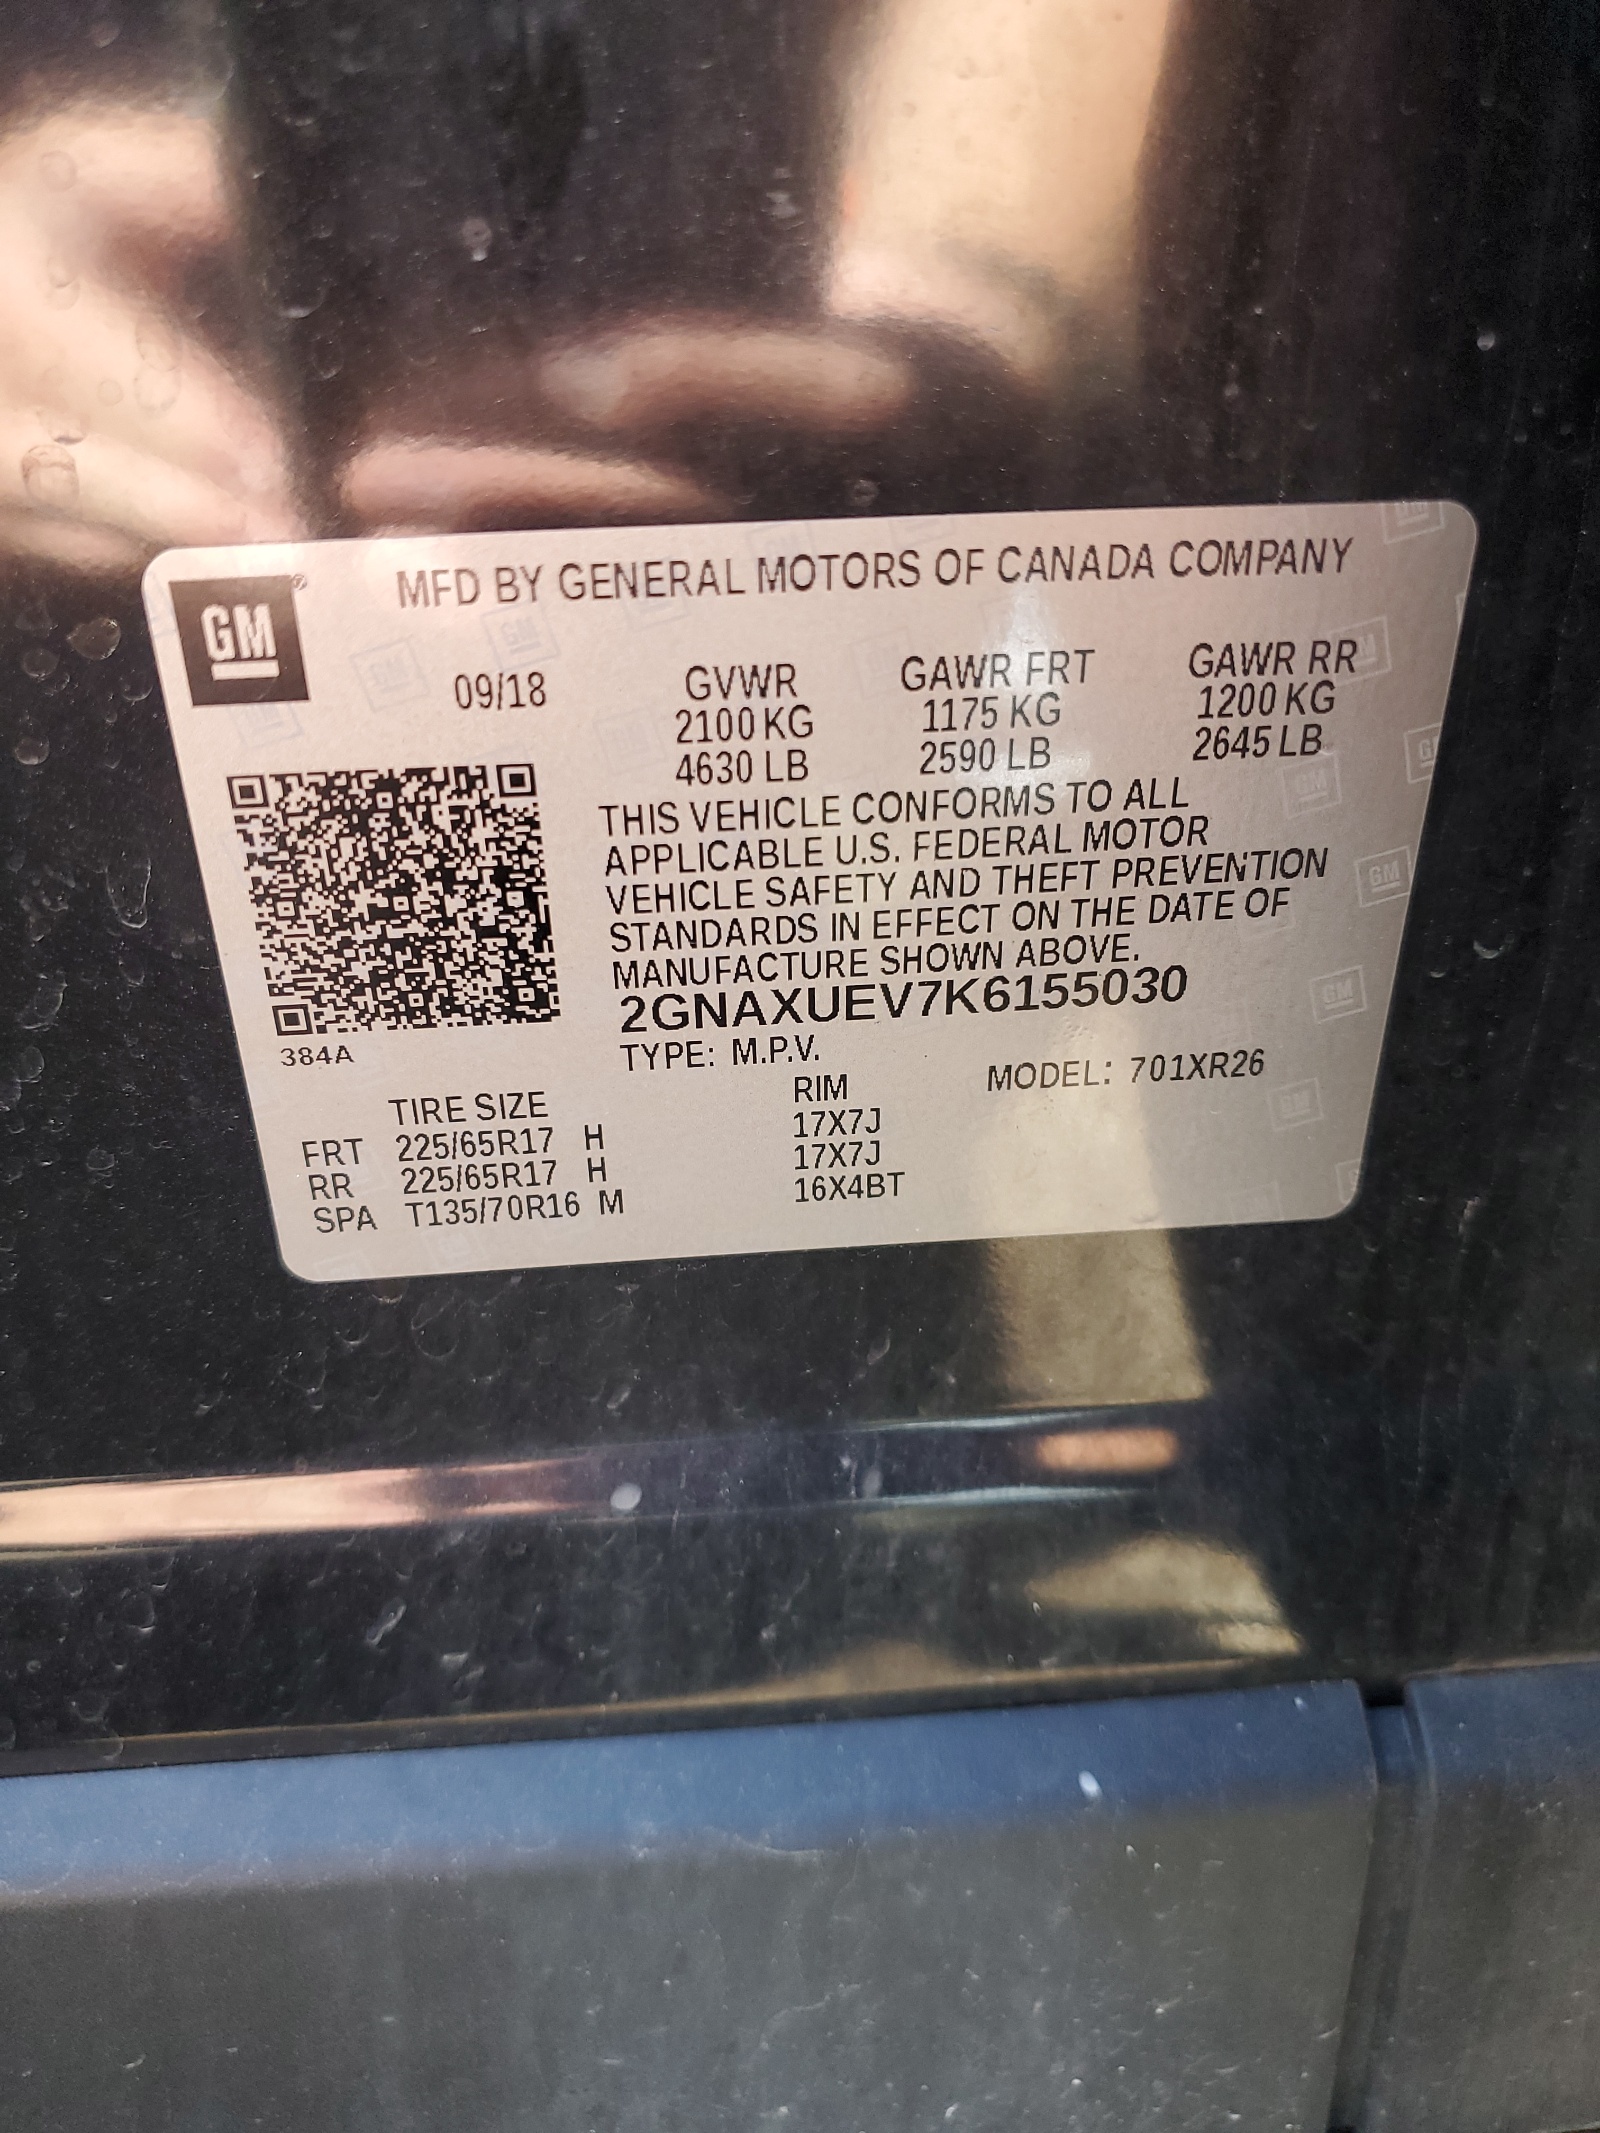 GM
MFD BY GENERAL MOTORS OF CANADA COMPANY
09/18 GVWR GAWR FRT GAWR RR
2100 KG 1175 KG 1200 KG
4630 LB 2590 LB 2645 LB
THIS VEHICLE CONFORMS TO ALL
APPLICABLE U.S. FEDERAL MOTOR
VEHICLE SAFETY AND THEFT PREVENTION
STANDARDS IN EFFECT ON THE DATE OF
MANUFACTURE SHOWN ABOVE.
2GNAXUEV7K6155030
384A
TYPE: M.P.V. MODEL: 701XR26
TIRE SIZE RIM
FRT 225/65R17 H 17X7J
RR 225/65R17 H 17X7J
SPA T135/70R16 M 16X4BT